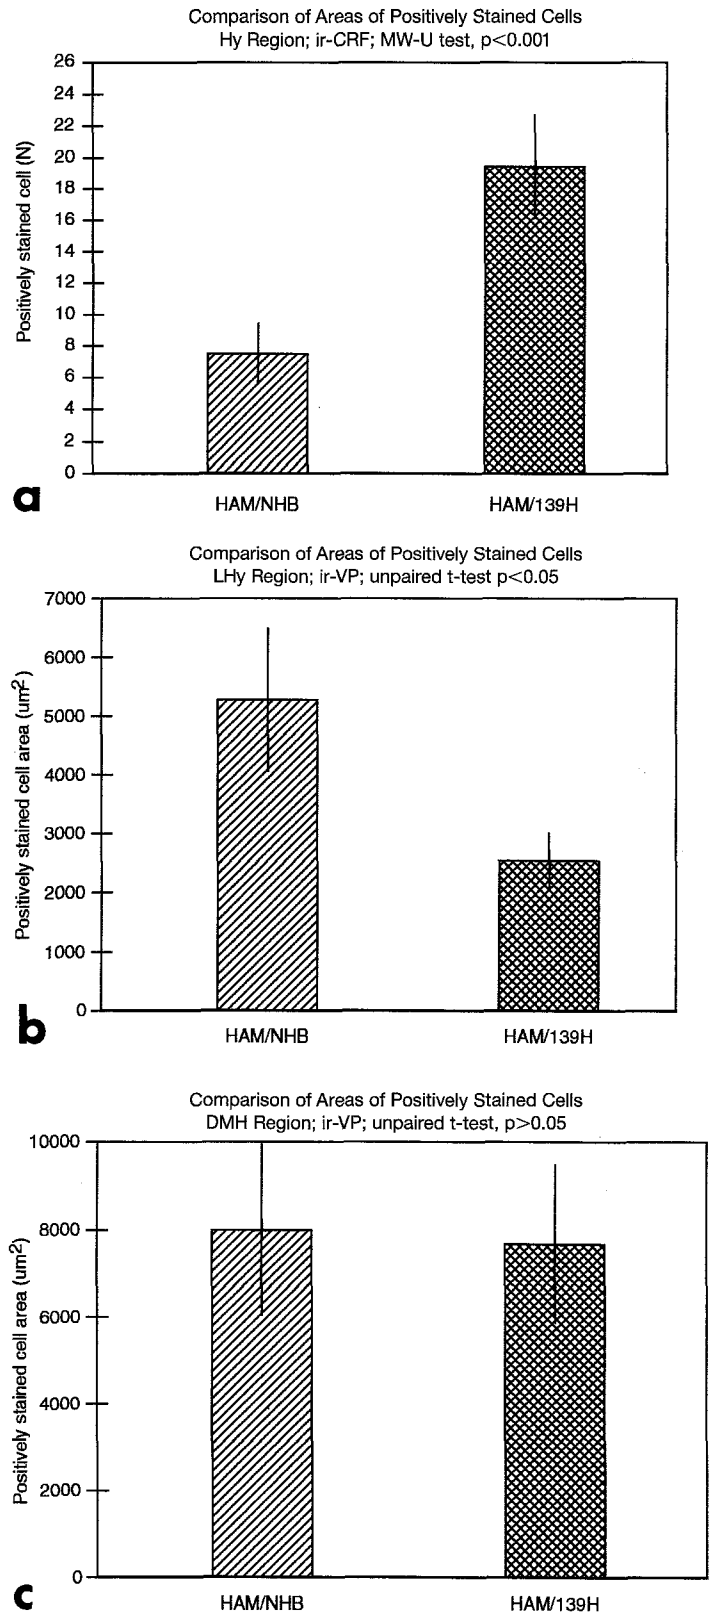 Comparison of Areas of Positively Stained Cells
Hy Region; ir-CRF; MW-U test, p<0.001
26
24
22
20
18
16
14
12
10
8
6
4
2
0
Positively stained cell (N)
HAM/NHB HAM/139H
a
Comparison of Areas of Positively Stained Cells
LHy Region; ir-VP; unpaired t-test p<0.05
7000
6000
5000
4000
3000
2000
1000
0
Positively stained cell area (um2)
HAM/NHB HAM/139H
b
Comparison of Areas of Positively Stained Cells
DMH Region; ir-VP; unpaired t-test, p>0.05
10000
8000
6000
4000
2000
0
Positively stained cell area (um2)
HAM/NHB HAM/139H
c